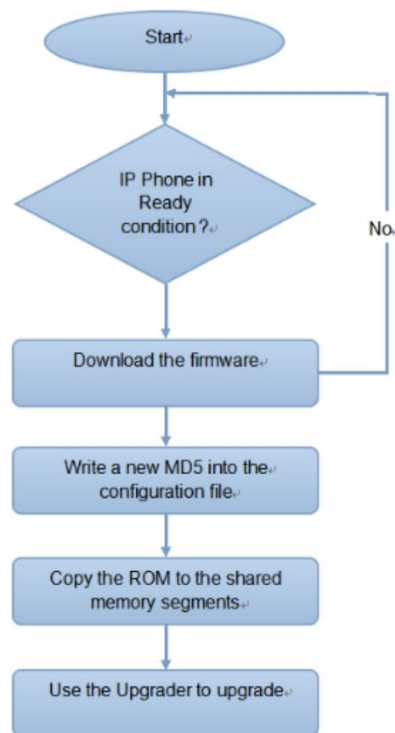 Start
IP Phone in
Ready
condition?
No
Download the firmware
Write a new MD5 into the
configuration file
Copy the ROM to the shared
memory segments
Use the Upgrader to upgrade